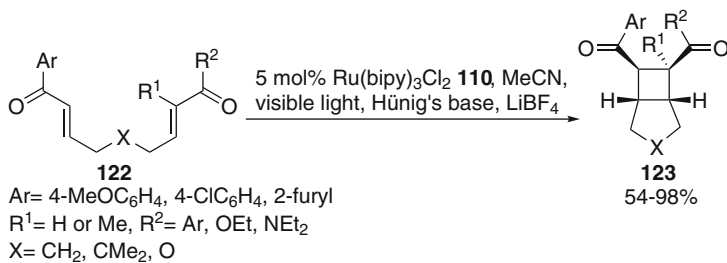 Ar
O
R¹
R²
O
X
122
Ar= 4-MeOC6H4, 4-ClC6H4, 2-furyl
R¹= H or Me, R²= Ar, OEt, NEt₂
X= CH₂, CMe₂, O
5 mol% Ru(bipy)₃Cl₂ 110, MeCN,
visible light, Hünig's base, LiBF₄
Ar
R²
O
R¹
O
H
H
X
123
54-98%